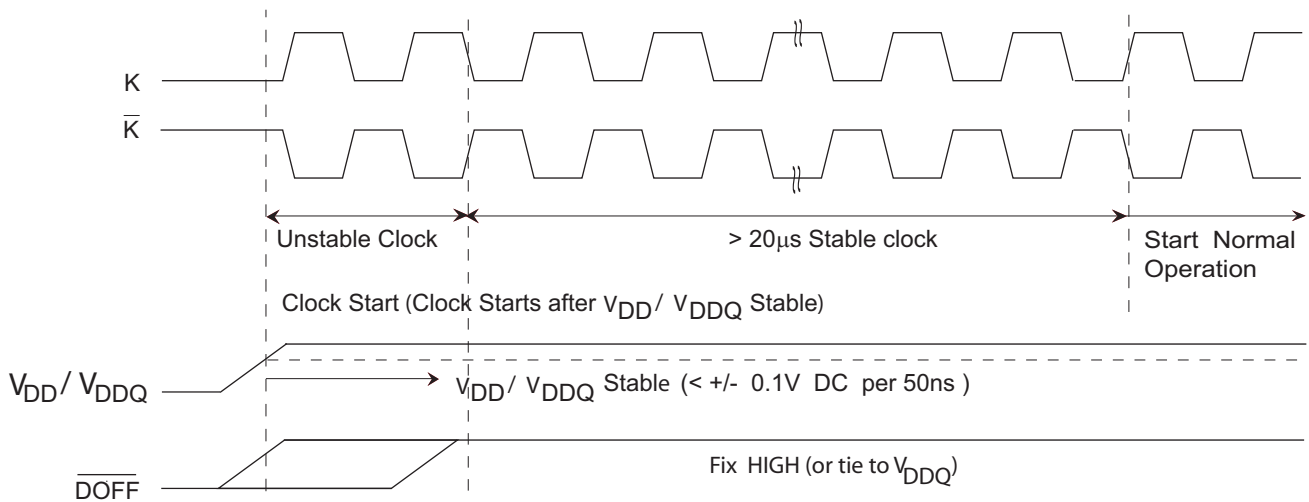 K
K̅
Unstable Clock
> 20μs Stable clock
Start Normal
Operation
Clock Start (Clock Starts after VDD / VDDQ Stable)
VDD / VDDQ
VDD / VDDQ Stable (< +/- 0.1V DC per 50ns )
Fix HIGH (or tie to VDDQ)
D̅O̅F̅F̅